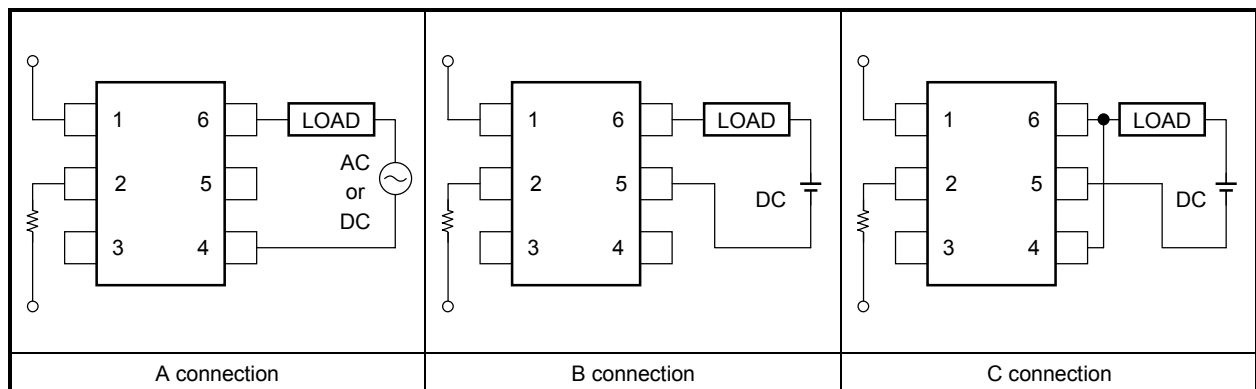 1 6 LOAD
2 5 AC
or
DC
3 4
A connection
1 6 LOAD
2 5 DC
3 4
B connection
1 6 LOAD
2 5 DC
3 4
C connection